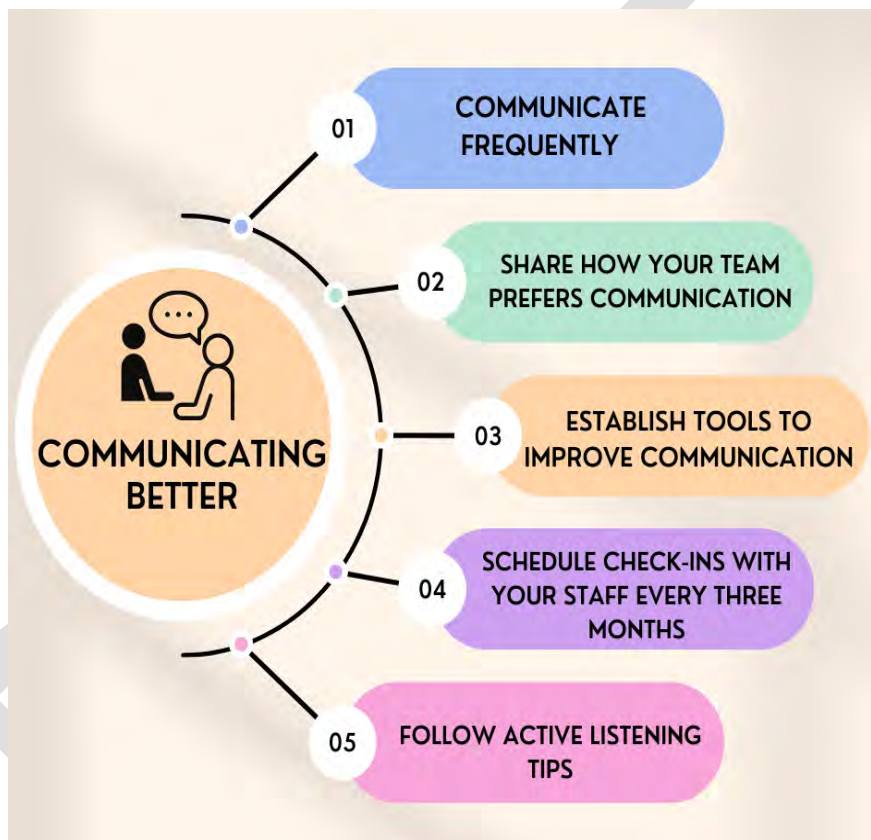 COMMUNICATING
BETTER
01
COMMUNICATE
FREQUENTLY
02
SHARE HOW YOUR TEAM
PREFERS COMMUNICATION
03
ESTABLISH TOOLS TO
IMPROVE COMMUNICATION
04
SCHEDULE CHECK-INS WITH
YOUR STAFF EVERY THREE
MONTHS
05
FOLLOW ACTIVE LISTENING
TIPS